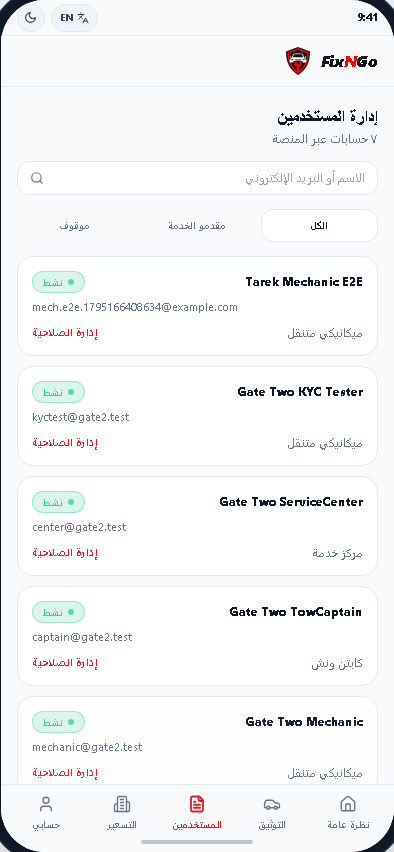 9:41
EN
FixNGo
إدارة المستخدمين
٧ حسابات عبر المنصة
الاسم أو البريد الإلكتروني
الكل مقدمو الخدمة موقوف
Tarek Mechanic E2E نشط
mech.e2e.1795166408634@example.com
ميكانيكي متنقل إدارة الصلاحية
Gate Two KYC Tester نشط
kyctest@gate2.test
ميكانيكي متنقل إدارة الصلاحية
Gate Two ServiceCenter نشط
center@gate2.test
مركز خدمة إدارة الصلاحية
Gate Two TowCaptain نشط
captain@gate2.test
كابتن ونش إدارة الصلاحية
Gate Two Mechanic نشط
mechanic@gate2.test
ميكانيكي متنقل إدارة الصلاحية
نظرة عامة التوثيق المستخدمين التسعير حسابي